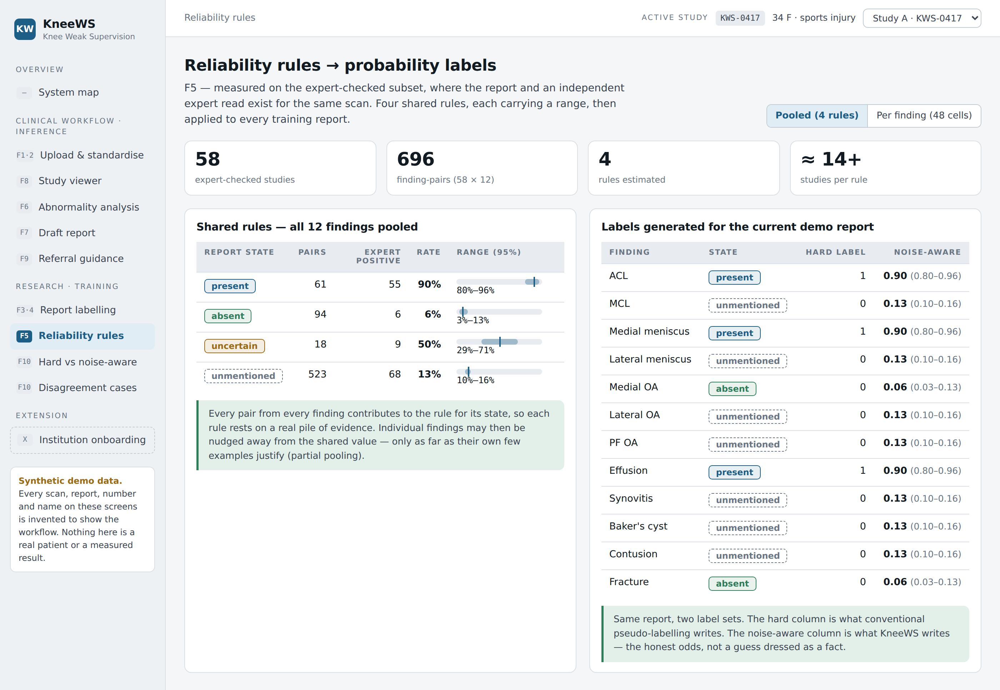 KW
KneeWS
Knee Weak Supervision
OVERVIEW
– System map
CLINICAL WORKFLOW ·
INFERENCE
F1·2 Upload & standardise
F8 Study viewer
F6 Abnormality analysis
F7 Draft report
F9 Referral guidance
RESEARCH · TRAINING
F3·4 Report labelling
F5 Reliability rules
F10 Hard vs noise-aware
F10 Disagreement cases
EXTENSION
X Institution onboarding
Synthetic demo data.
Every scan, report, number
and name on these screens
is invented to show the
workflow. Nothing here is a
real patient or a measured
result.
Reliability rules
ACTIVE STUDY KWS-0417 34 F · sports injury Study A · KWS-0417
Reliability rules → probability labels
F5 — measured on the expert-checked subset, where the report and an independent
expert read exist for the same scan. Four shared rules, each carrying a range, then
applied to every training report.
Pooled (4 rules) Per finding (48 cells)
58
expert-checked studies
696
finding-pairs (58 × 12)
4
rules estimated
≈ 14+
studies per rule
Shared rules — all 12 findings pooled
REPORT STATE PAIRS EXPERT POSITIVE RATE RANGE (95%)
present 61 55 90% 80%–96%
absent 94 6 6% 3%–13%
uncertain 18 9 50% 29%–71%
unmentioned 523 68 13% 10%–16%
Every pair from every finding contributes to the rule for its state, so each
rule rests on a real pile of evidence. Individual findings may then be
nudged away from the shared value — only as far as their own few
examples justify (partial pooling).
Labels generated for the current demo report
FINDING STATE HARD LABEL NOISE-AWARE
ACL present 1 0.90 (0.80–0.96)
MCL unmentioned 0 0.13 (0.10–0.16)
Medial meniscus present 1 0.90 (0.80–0.96)
Lateral meniscus unmentioned 0 0.13 (0.10–0.16)
Medial OA absent 0 0.06 (0.03–0.13)
Lateral OA unmentioned 0 0.13 (0.10–0.16)
PF OA unmentioned 0 0.13 (0.10–0.16)
Effusion present 1 0.90 (0.80–0.96)
Synovitis unmentioned 0 0.13 (0.10–0.16)
Baker's cyst unmentioned 0 0.13 (0.10–0.16)
Contusion unmentioned 0 0.13 (0.10–0.16)
Fracture absent 0 0.06 (0.03–0.13)
Same report, two label sets. The hard column is what conventional
pseudo-labelling writes. The noise-aware column is what KneeWS writes
— the honest odds, not a guess dressed as a fact.